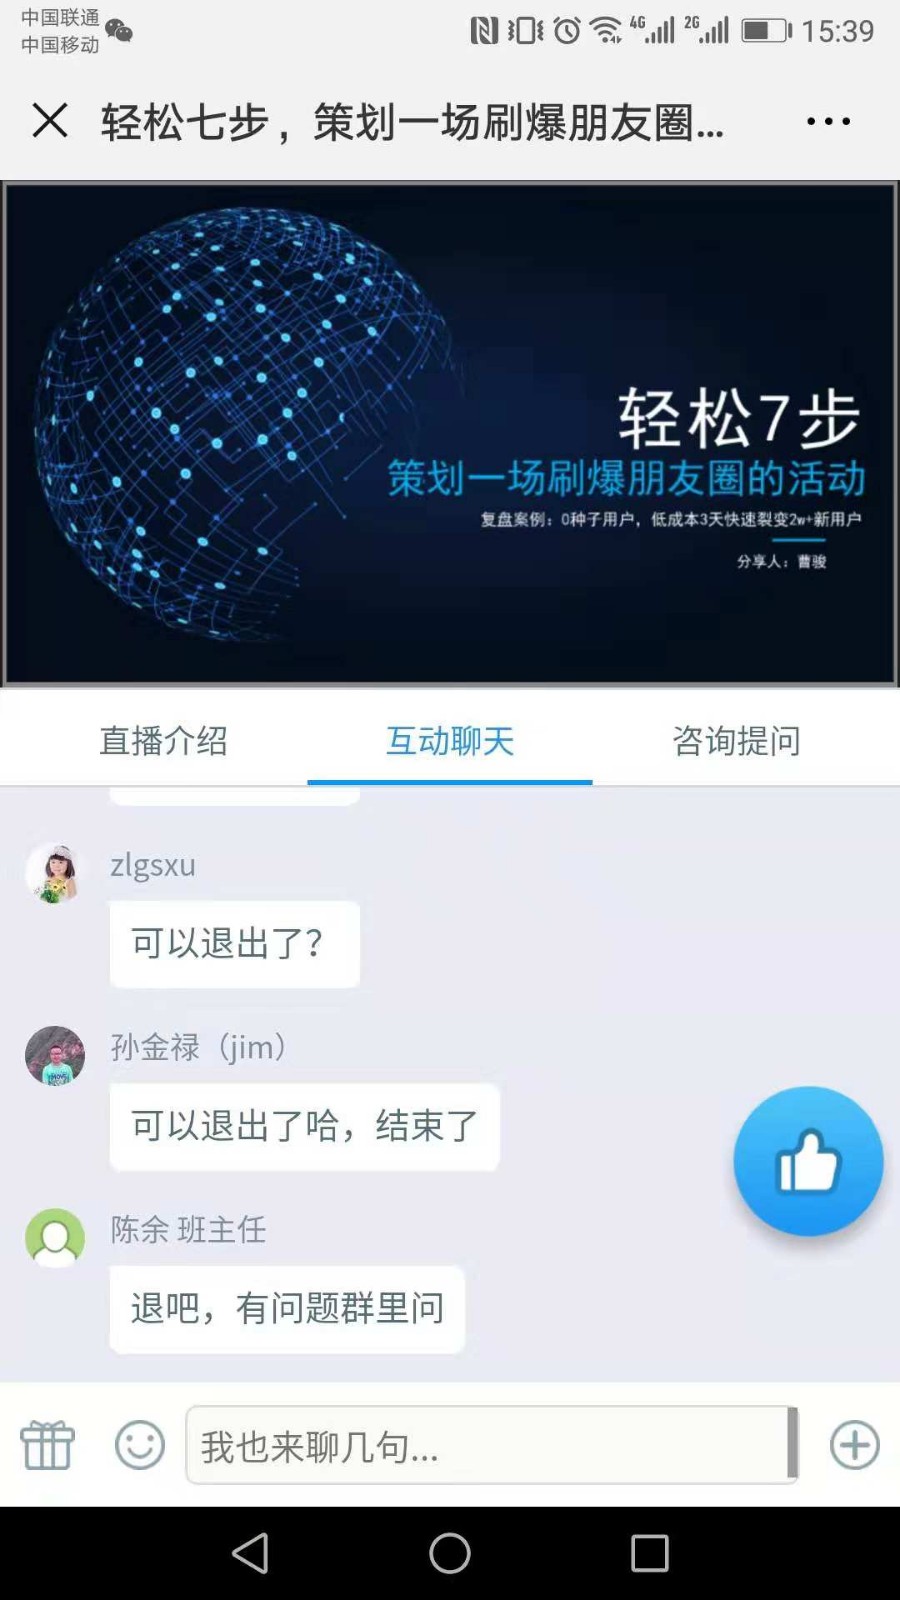 中国联通
中国移动
4G 2G 15:39
轻松七步，策划一场刷爆朋友圈...
轻松7步
策划一场刷爆朋友圈的活动
复盘案例：0种子用户，低成本3天快速裂变2w+新用户
分享人：曹骏
直播介绍 互动聊天 咨询提问
zlgsxu
可以退出了？
孙金禄（jim）
可以退出了哈，结束了
陈余 班主任
退吧，有问题群里问
我也来聊几句...